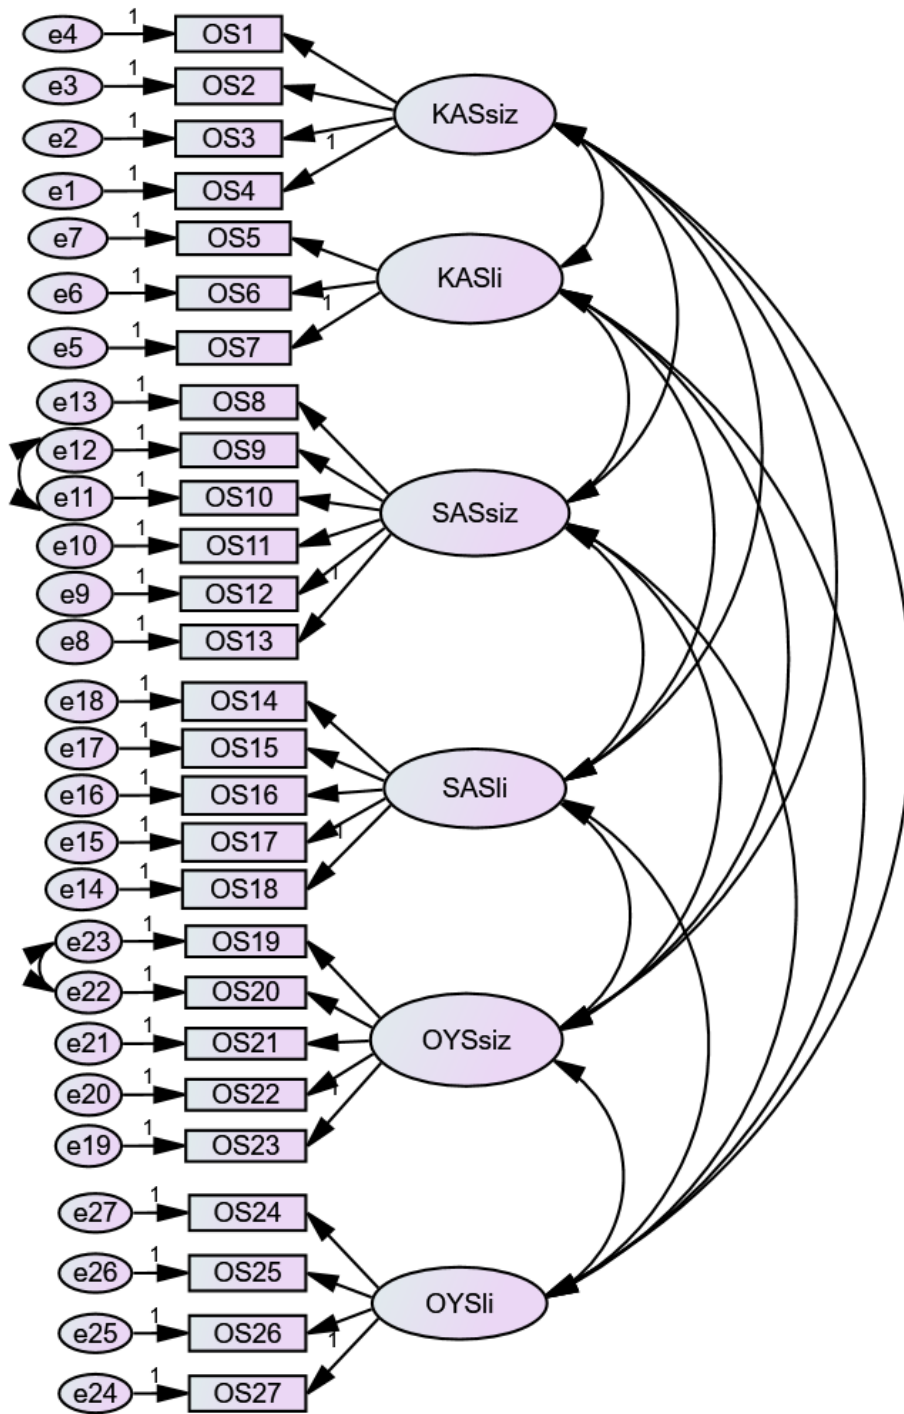 e4 1 OS1
e3 1 OS2
KASsiz
e2 1 OS3 1
e1 1 OS4
e7 1 OS5
KASli
e6 1 OS6 1
e5 1 OS7
e13 1 OS8
e12 1 OS9
e11 1 OS10
SASsiz
e10 1 OS11
e9 1 OS12 1
e8 1 OS13
e18 1 OS14
e17 1 OS15
e16 1 OS16
SASli
e15 1 OS17 1
e14 1 OS18
e23 1 OS19
e22 1 OS20
e21 1 OS21
OYSsiz
e20 1 OS22 1
e19 1 OS23
e27 1 OS24
e26 1 OS25
OYSli
e25 1 OS26 1
e24 1 OS27